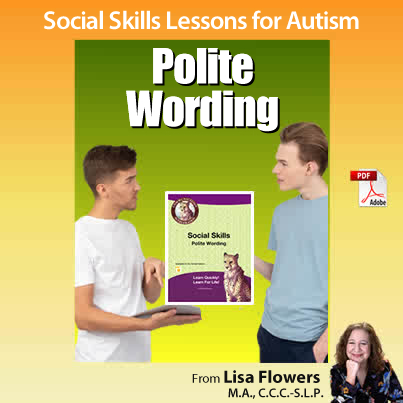 Social Skills Lessons for Autism
Polite
Wording
PDF
Adobe
Social Skills
Polite Wording
Learn Quickly!
Learn For Life!
From Lisa Flowers
M.A., C.C.C.-S.L.P.